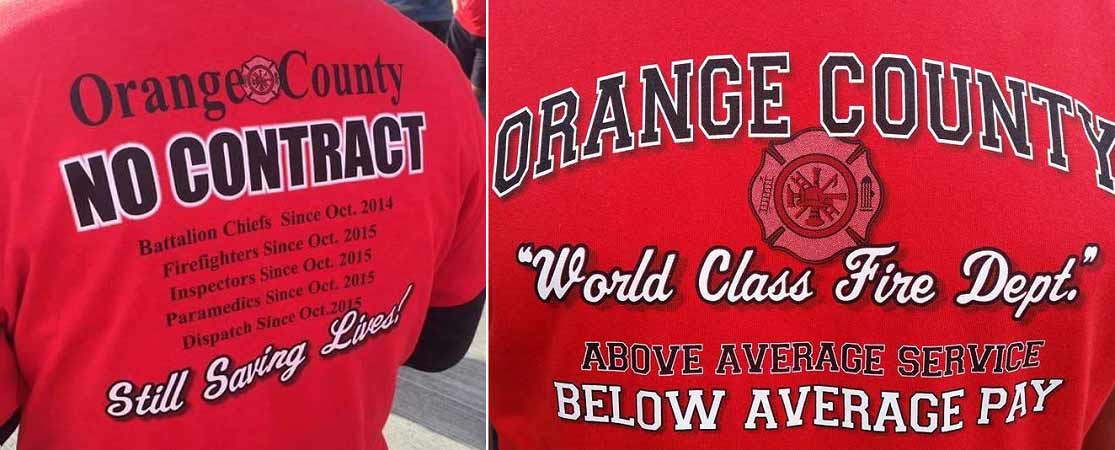 Orange County
NO CONTRACT
Battalion Chiefs Since Oct. 2014
Firefighters Since Oct. 2015
Inspectors Since Oct. 2015
Paramedics Since Oct. 2015
Dispatch Since Oct.2015
Still Saving Lives!
ORANGE COUNTY
"World Class Fire Dept."
ABOVE AVERAGE SERVICE
BELOW AVERAGE PAY